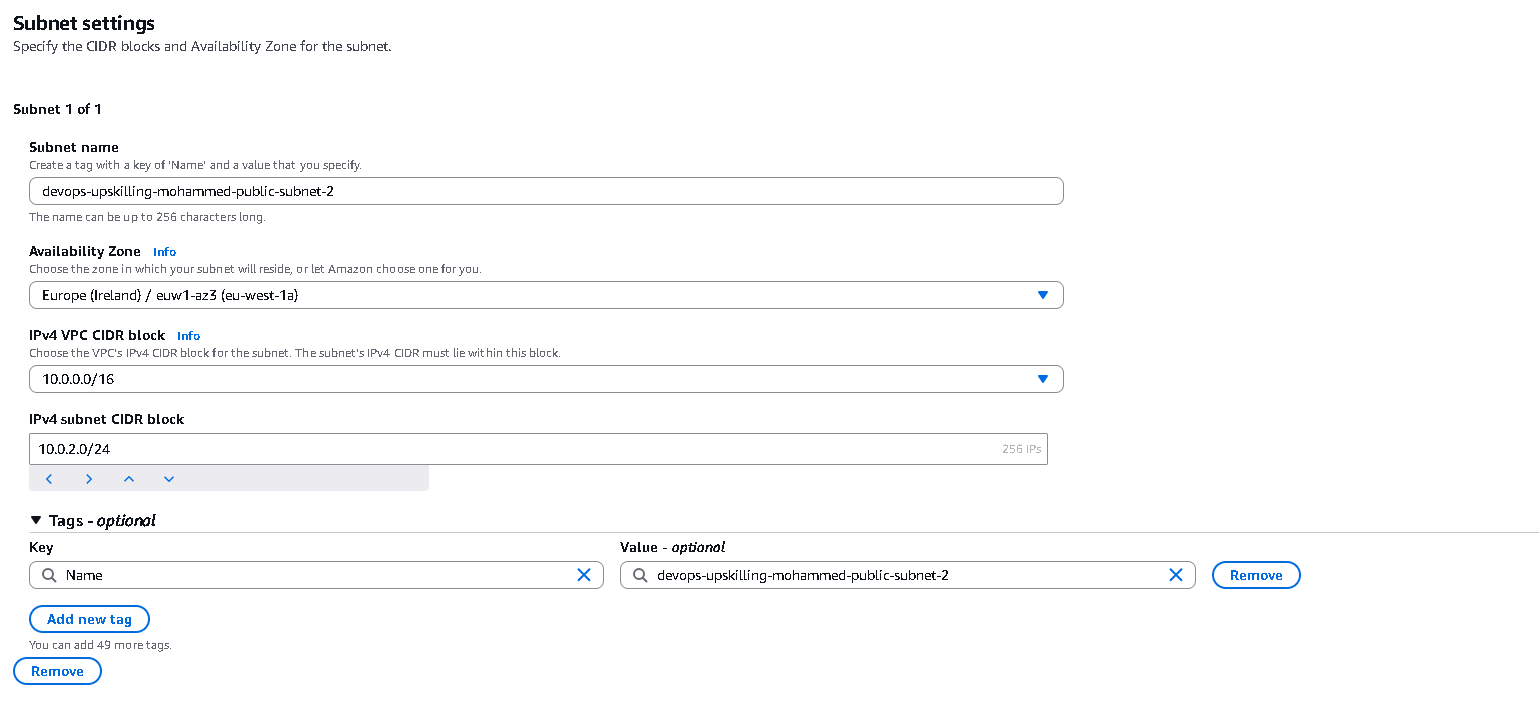 Subnet settings
Specify the CIDR blocks and Availability Zone for the subnet.
Subnet 1 of 1
Subnet name
Create a tag with a key of 'Name' and a value that you specify.
devops-upskilling-mohammed-public-subnet-2
The name can be up to 256 characters long.
Availability Zone Info
Choose the zone in which your subnet will reside, or let Amazon choose one for you.
Europe (Ireland) / euw1-az3 (eu-west-1a)
IPv4 VPC CIDR block Info
Choose the VPC's IPv4 CIDR block for the subnet. The subnet's IPv4 CIDR must lie within this block.
10.0.0.0/16
IPv4 subnet CIDR block
10.0.2.0/24 256 IPs
Tags - optional
Key Value - optional
Name devops-upskilling-mohammed-public-subnet-2 Remove
Add new tag
You can add 49 more tags.
Remove